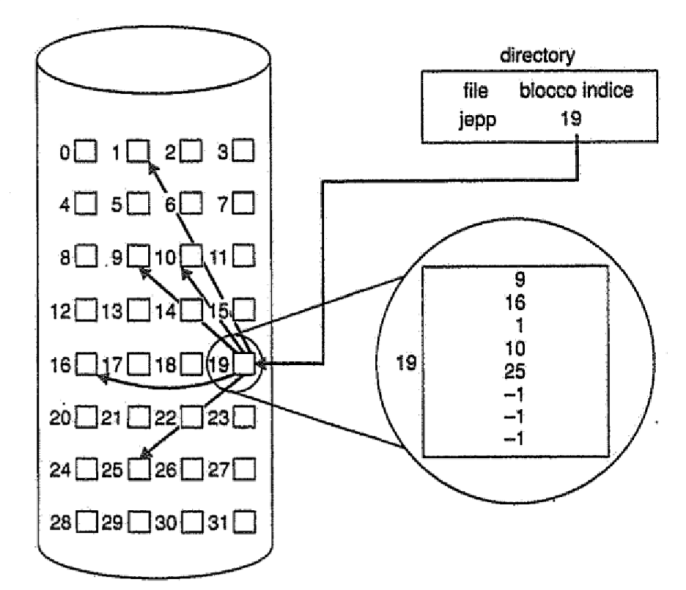 directory
file blocco indice
jepp 19
0 1 2 3
4 5 6 7
8 9 10 11
12 13 14 15
16 17 18 19
20 21 22 23
24 25 26 27
28 29 30 31
19
9
16
1
10
25
–1
–1
–1